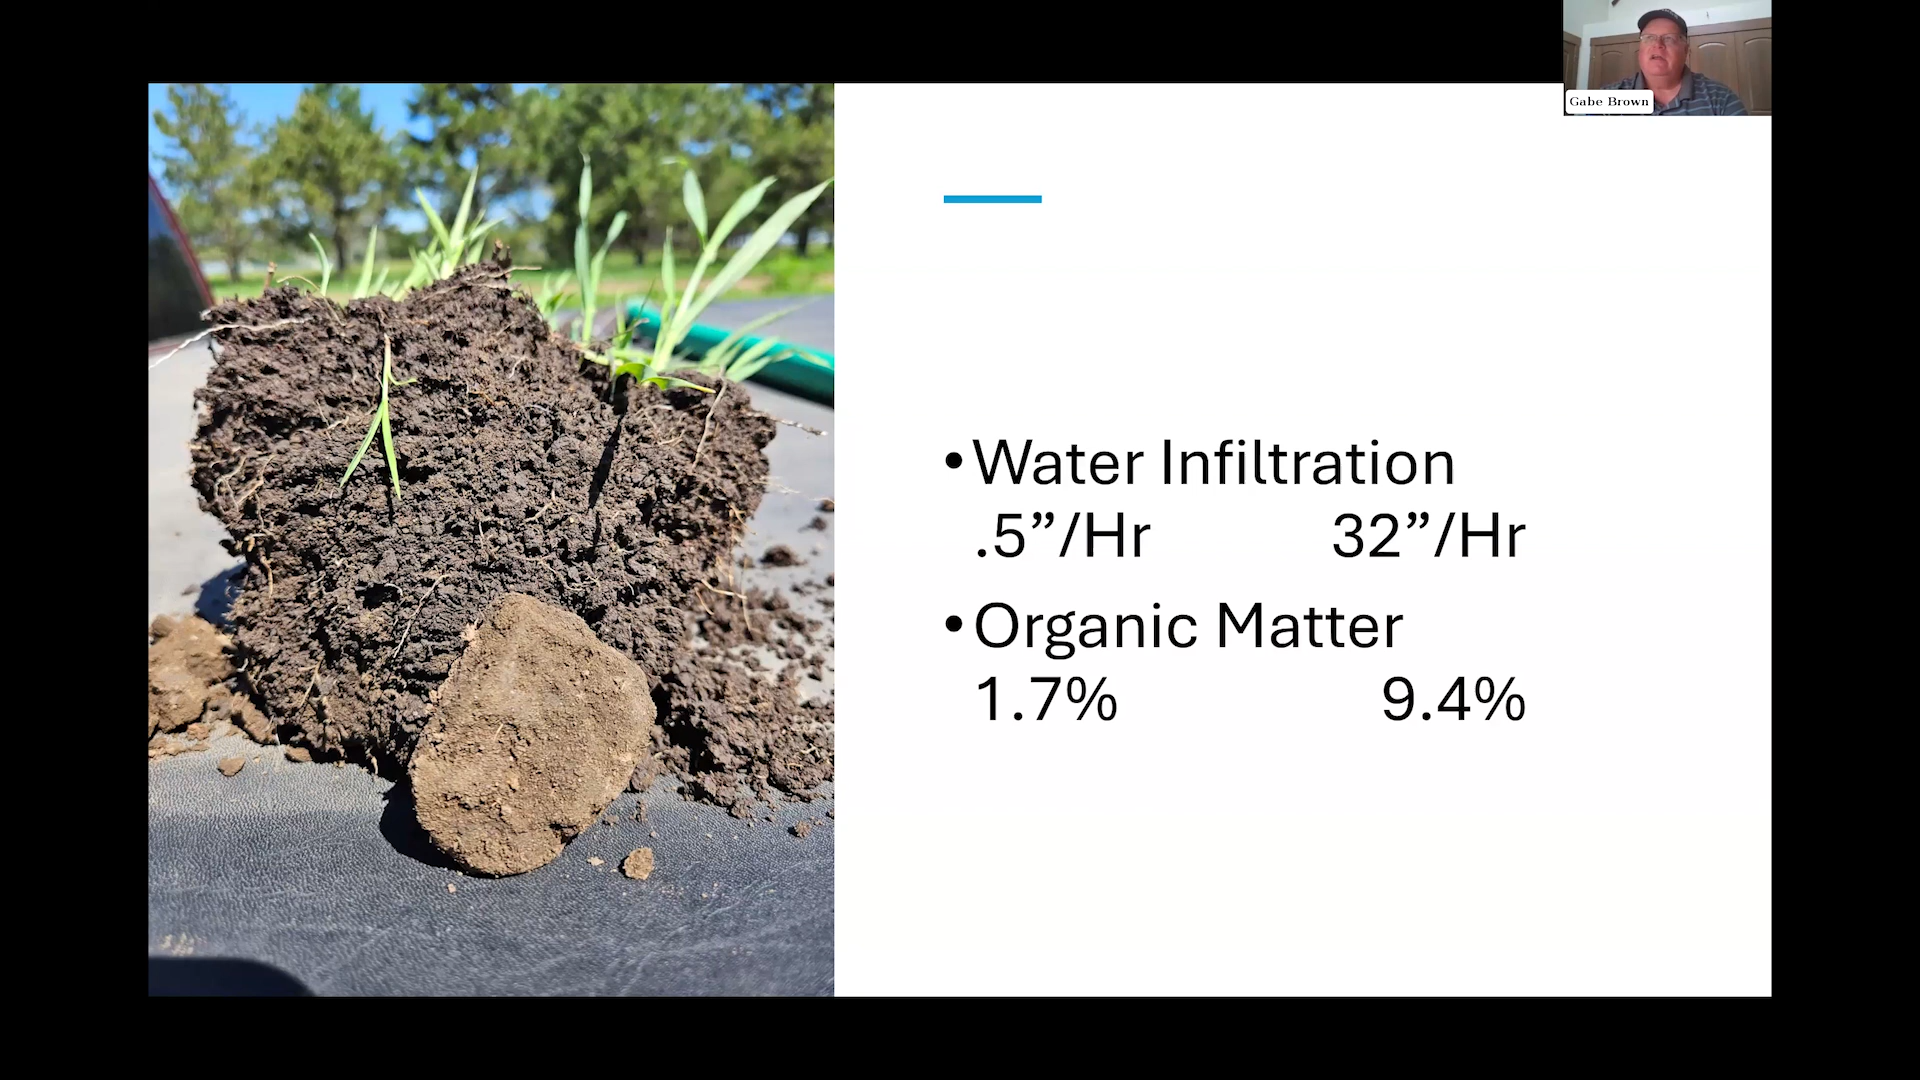 Gabe Brown
•Water Infiltration
.5”/Hr 32”/Hr
•Organic Matter
1.7% 9.4%